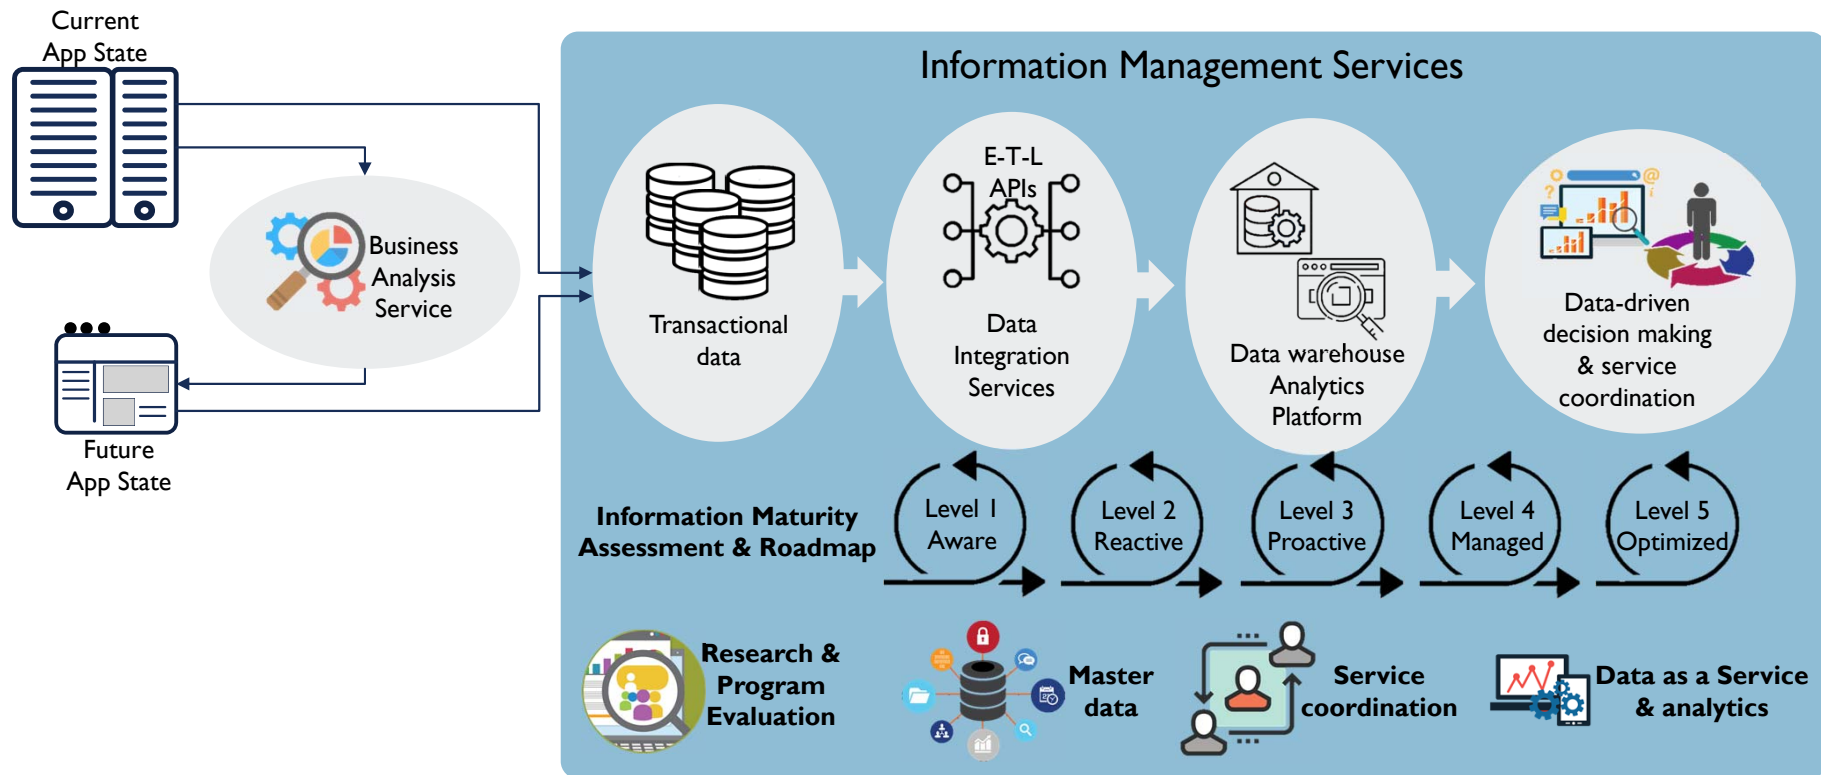 Current
App State
Information Management Services
E-T-L
APIs
Business
Analysis
Service
Transactional
data
Data
Integration
Services
Data warehouse
Analytics
Platform
Data-driven
decision making
& service
coordination
Future
App State
Information Maturity
Assessment & Roadmap
Level 1
Aware
Level 2
Reactive
Level 3
Proactive
Level 4
Managed
Level 5
Optimized
Research &
Program
Evaluation
Master
data
Service
coordination
Data as a Service
& analytics